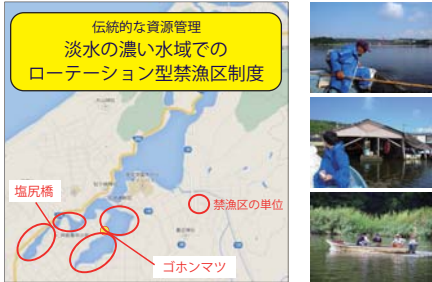 伝統的な資源管理
淡水の濃い水域での
ローテーション型禁漁区制度
塩尻橋
禁漁区の単位
ゴホンマツ